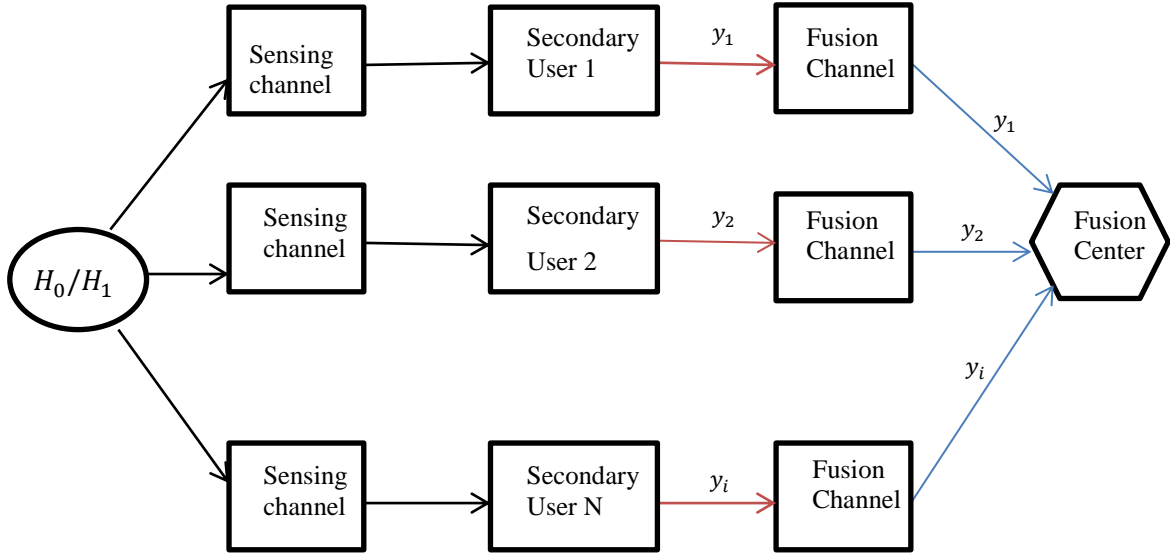 Sensing
channel
Secondary
User 1
y₁
Fusion
Channel
y₁
H₀/H₁
Sensing
channel
Secondary
User 2
y₂
Fusion
Channel
y₂
Fusion
Center
Sensing
channel
Secondary
User N
yᵢ
Fusion
Channel
yᵢ